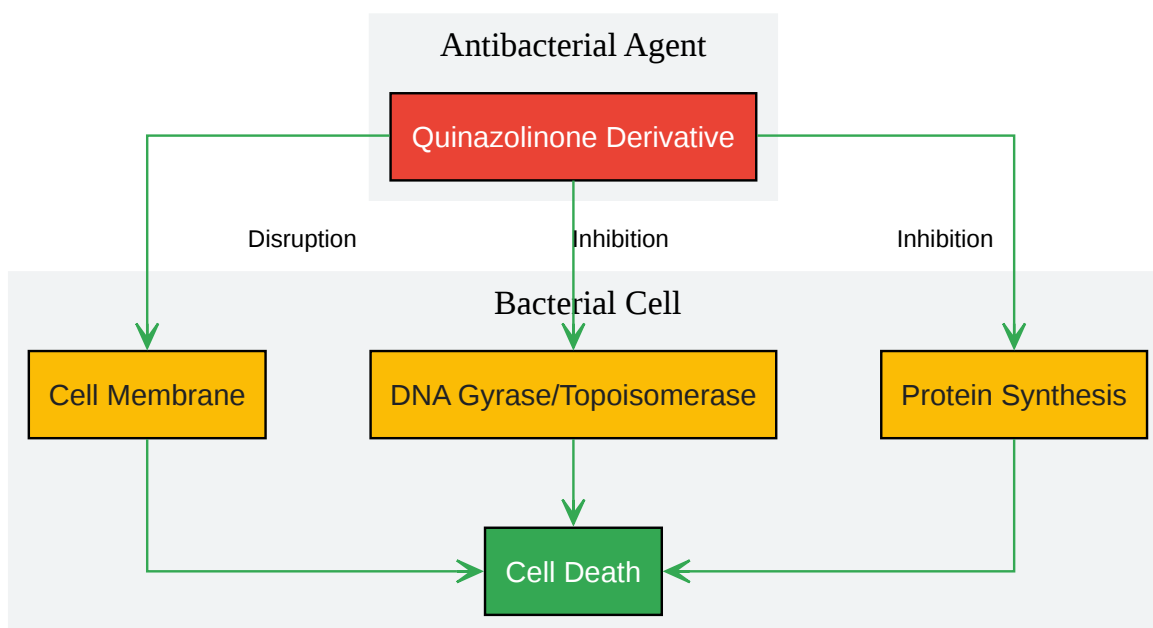 Antibacterial Agent
Quinazolinone Derivative
Disruption
Inhibition
Inhibition
Bacterial Cell
Cell Membrane
DNA Gyrase/Topoisomerase
Protein Synthesis
Cell Death